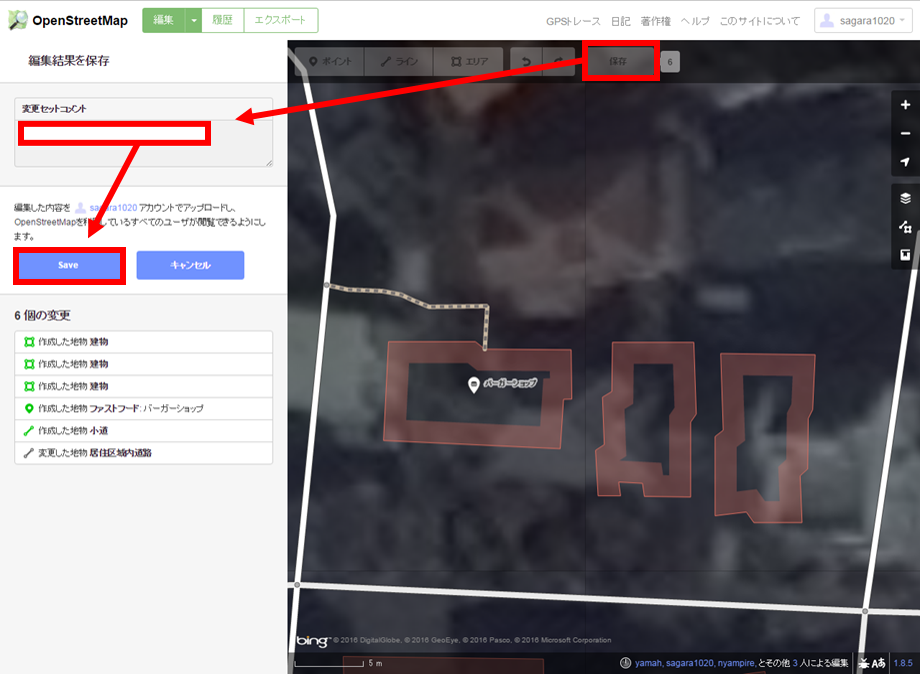 OpenStreetMap 編集 履歴 エクスポート GPSトレース 日記 著作権 ヘルプ このサイトについて sagara1020
編集結果を保存
ポイント ライン エリア 保存 6
変更セットコメント
編集した内容を sagara1020 アカウントでアップロードし、
OpenStreetMapを利用しているすべてのユーザが閲覧できるようにし
ます。
Save キャンセル
6 個の変更
作成した地物 建物
作成した地物 建物
作成した地物 建物
作成した地物 ファストフード: バーガーショップ
作成した地物 小道
変更した地物 居住区域内道路
バーガーショップ
bing © 2016 DigitalGlobe, © 2016 GeoEye, © 2016 Pasco, © 2016 Microsoft Corporation
5 m
yamah, sagara1020, nyampire, とその他 3 人による編集 Aあ 1.8.5